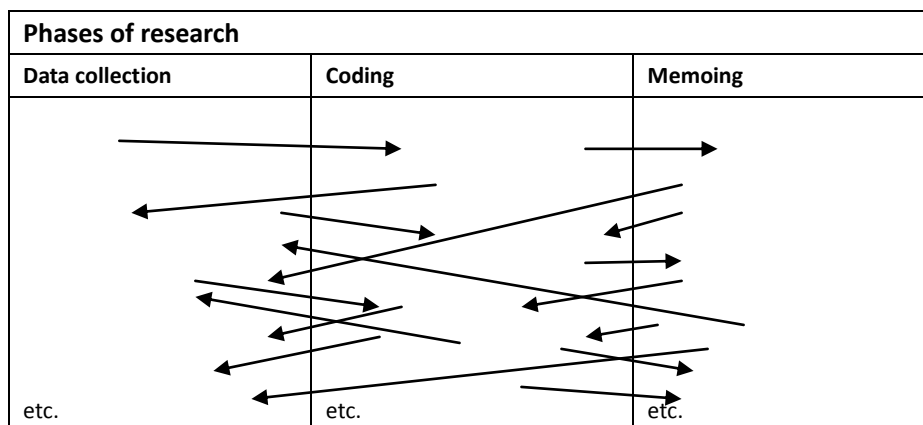 Phases of research
Data collection Coding Memoing
etc. etc. etc.